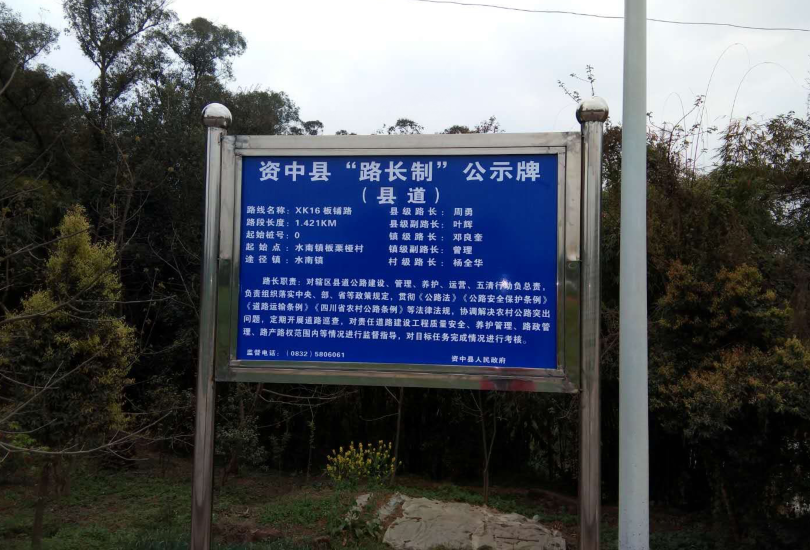 资中县“路长制”公示牌
（县道）
路线名称：XK16板铺路 县级路长：周勇
路段长度：1.421KM 县级副路长：叶辉
起始桩号：0 镇级路长：邓良奎
起始点：水南镇板栗桠村 镇级副路长：曾理
途径镇：水南镇 村级路长：杨全华
路长职责：对辖区县道公路建设、管理、养护、运营、五清行动负总责，
负责组织落实中央、部、省等政策规定，贯彻《公路法》《公路安全保护条例》
《道路运输条例》《四川省农村公路条例》等法律法规，协调解决农村公路突出
问题，定期开展道路巡查，对责任道路建设工程质量安全、养护管理、路政管
理、路产路权范围内等情况进行监督指导，对目标任务完成情况进行考核。
监督电话：（0832）5806061 资中县人民政府